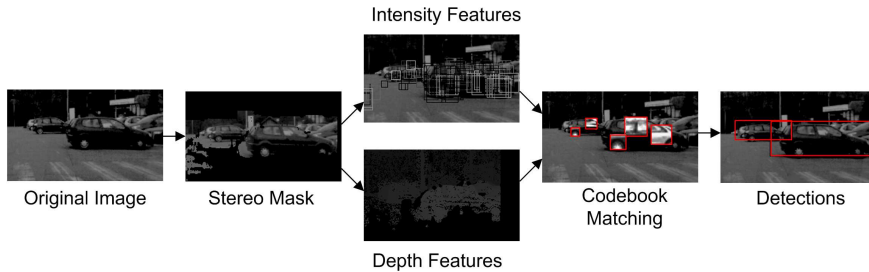 Intensity Features
Original Image
Stereo Mask
Depth Features
Codebook
Matching
Detections